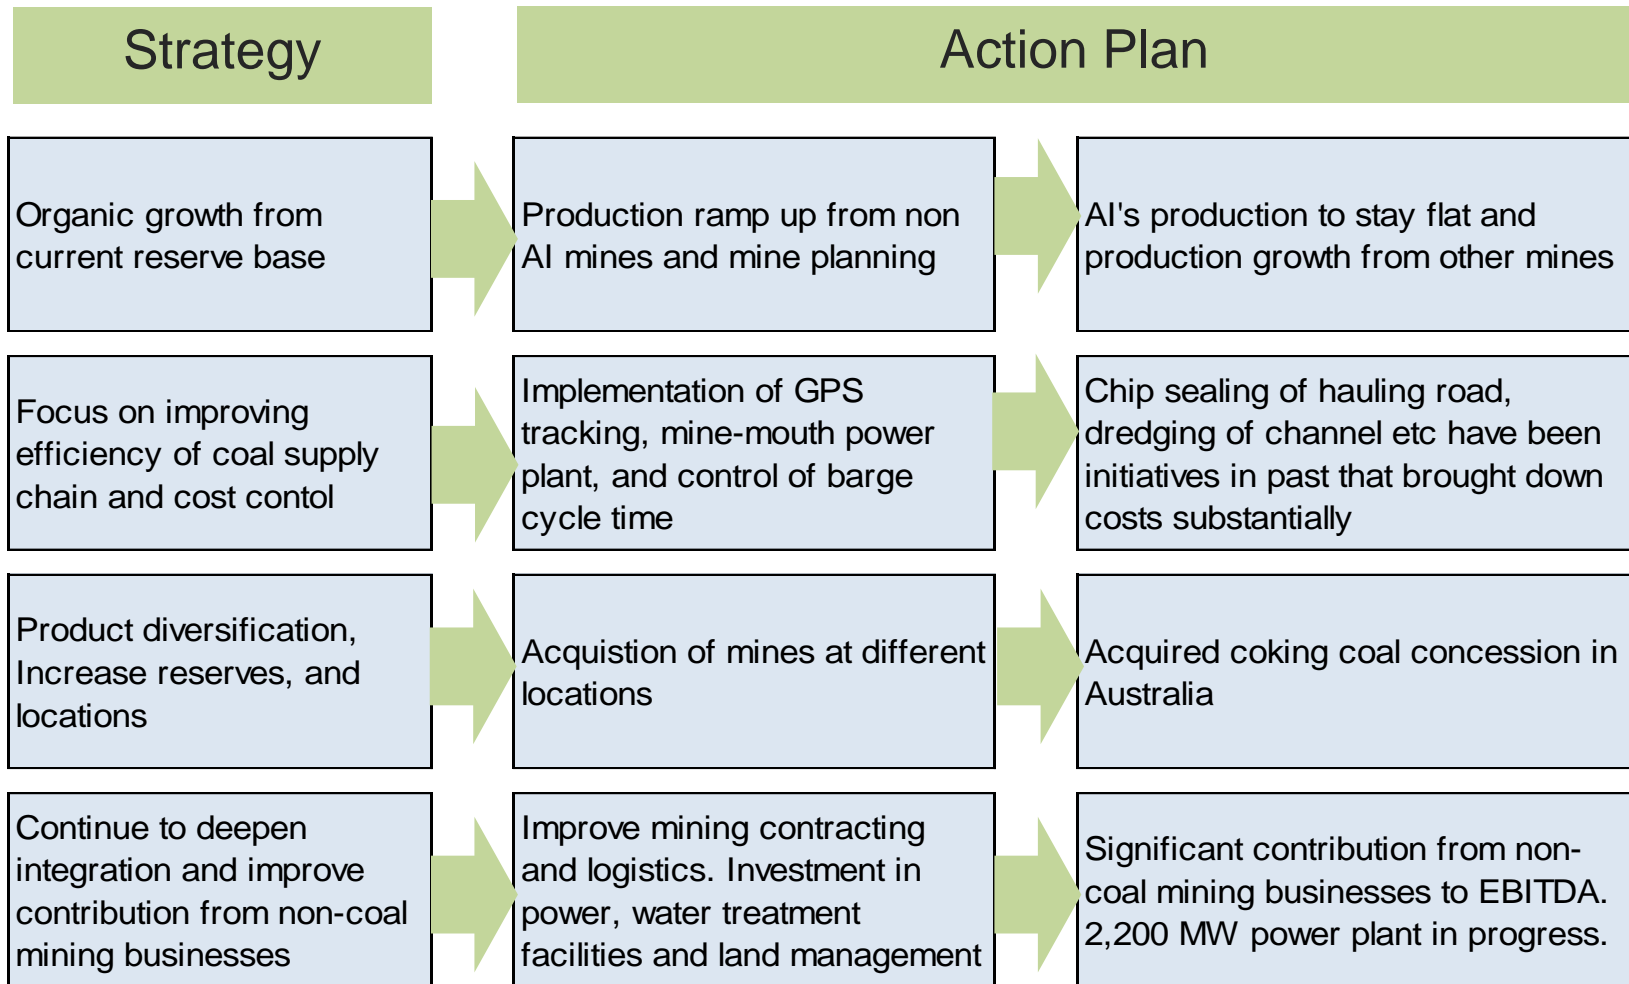 Strategy
Action Plan
Organic growth from
current reserve base
Production ramp up from non
AI mines and mine planning
AI's production to stay flat and
production growth from other mines
Focus on improving
efficiency of coal supply
chain and cost contol
Implementation of GPS
tracking, mine-mouth power
plant, and control of barge
cycle time
Chip sealing of hauling road,
dredging of channel etc have been
initiatives in past that brought down
costs substantially
Product diversification,
Increase reserves, and
locations
Acquistion of mines at different
locations
Acquired coking coal concession in
Australia
Continue to deepen
integration and improve
contribution from non-coal
mining businesses
Improve mining contracting
and logistics. Investment in
power, water treatment
facilities and land management
Significant contribution from non-
coal mining businesses to EBITDA.
2,200 MW power plant in progress.